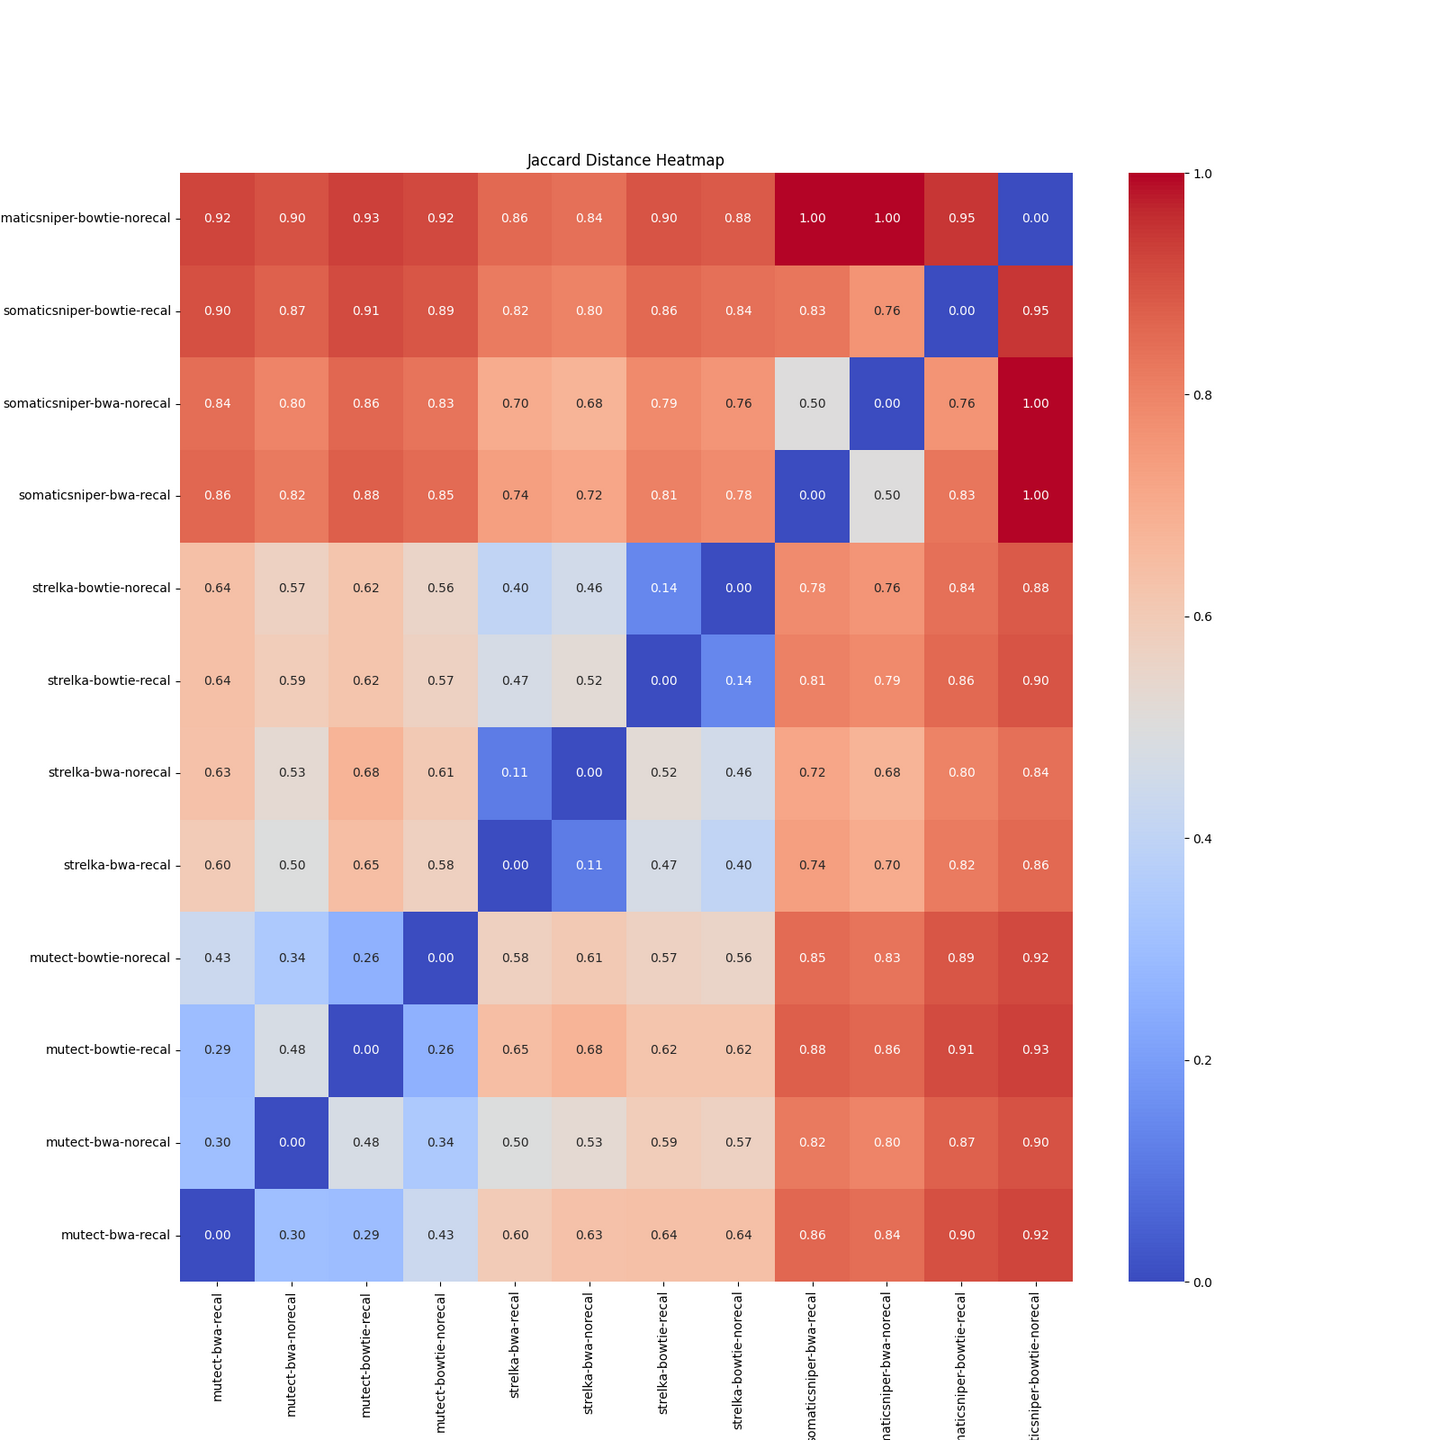 Jaccard Distance Heatmap
maticsniper-bowtie-norecal 0.92 0.90 0.93 0.92 0.86 0.84 0.90 0.88 1.00 1.00 0.95 0.00
somaticsniper-bowtie-recal 0.90 0.87 0.91 0.89 0.82 0.80 0.86 0.84 0.83 0.76 0.00 0.95
somaticsniper-bwa-norecal 0.84 0.80 0.86 0.83 0.70 0.68 0.79 0.76 0.50 0.00 0.76 1.00
somaticsniper-bwa-recal 0.86 0.82 0.88 0.85 0.74 0.72 0.81 0.78 0.00 0.50 0.83 1.00
strelka-bowtie-norecal 0.64 0.57 0.62 0.56 0.40 0.46 0.14 0.00 0.78 0.76 0.84 0.88
strelka-bowtie-recal 0.64 0.59 0.62 0.57 0.47 0.52 0.00 0.14 0.81 0.79 0.86 0.90
strelka-bwa-norecal 0.63 0.53 0.68 0.61 0.11 0.00 0.52 0.46 0.72 0.68 0.80 0.84
strelka-bwa-recal 0.60 0.50 0.65 0.58 0.00 0.11 0.47 0.40 0.74 0.70 0.82 0.86
mutect-bowtie-norecal 0.43 0.34 0.26 0.00 0.58 0.61 0.57 0.56 0.85 0.83 0.89 0.92
mutect-bowtie-recal 0.29 0.48 0.00 0.26 0.65 0.68 0.62 0.62 0.88 0.86 0.91 0.93
mutect-bwa-norecal 0.30 0.00 0.48 0.34 0.50 0.53 0.59 0.57 0.82 0.80 0.87 0.90
mutect-bwa-recal 0.00 0.30 0.29 0.43 0.60 0.63 0.64 0.64 0.86 0.84 0.90 0.92
mutect-bwa-recal
mutect-bwa-norecal
mutect-bowtie-recal
mutect-bowtie-norecal
strelka-bwa-recal
strelka-bwa-norecal
strelka-bowtie-recal
strelka-bowtie-norecal
somaticsniper-bwa-recal
naticsniper-bwa-norecal
naticsniper-bowtie-recal
ticsniper-bowtie-norecal
1.0
0.8
0.6
0.4
0.2
0.0